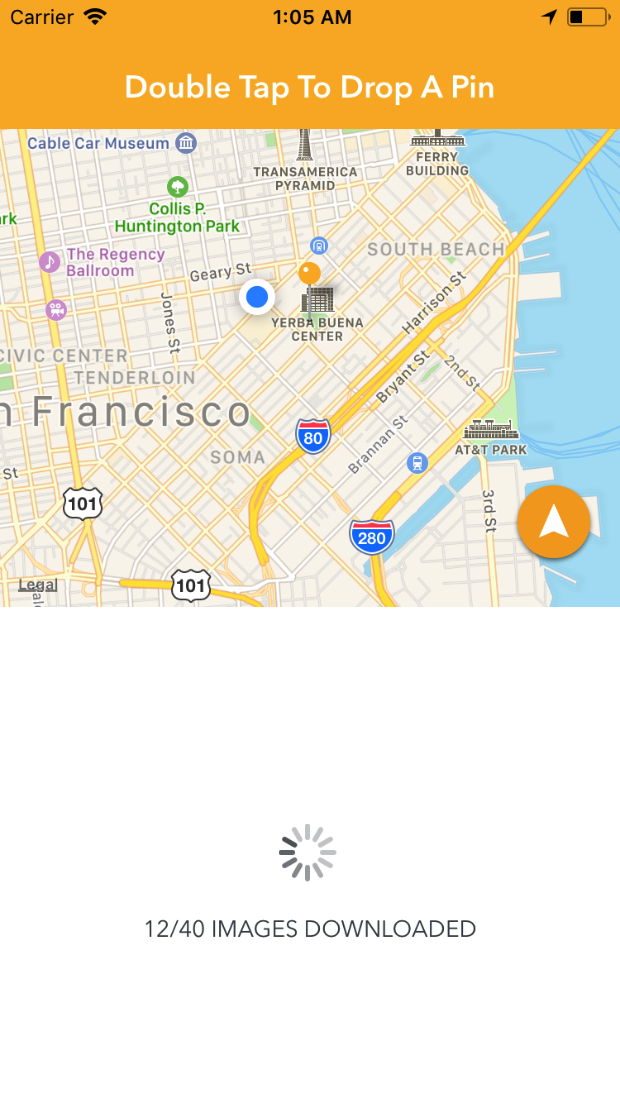 Carrier
1:05 AM
Double Tap To Drop A Pin
Cable Car Museum
TRANSAMERICA
PYRAMID
FERRY
BUILDING
Collis P.
Huntington Park
rk
The Regency
Ballroom
SOUTH BEACH
Geary St
Harrison St
Jones St
YERBA BUENA
CENTER
CIVIC CENTER
TENDERLOIN
Bryant St
2nd St
n Francisco
80
SOMA
Brannan St
AT&T PARK
St
101
3rd St
280
Legal
101
12/40 IMAGES DOWNLOADED